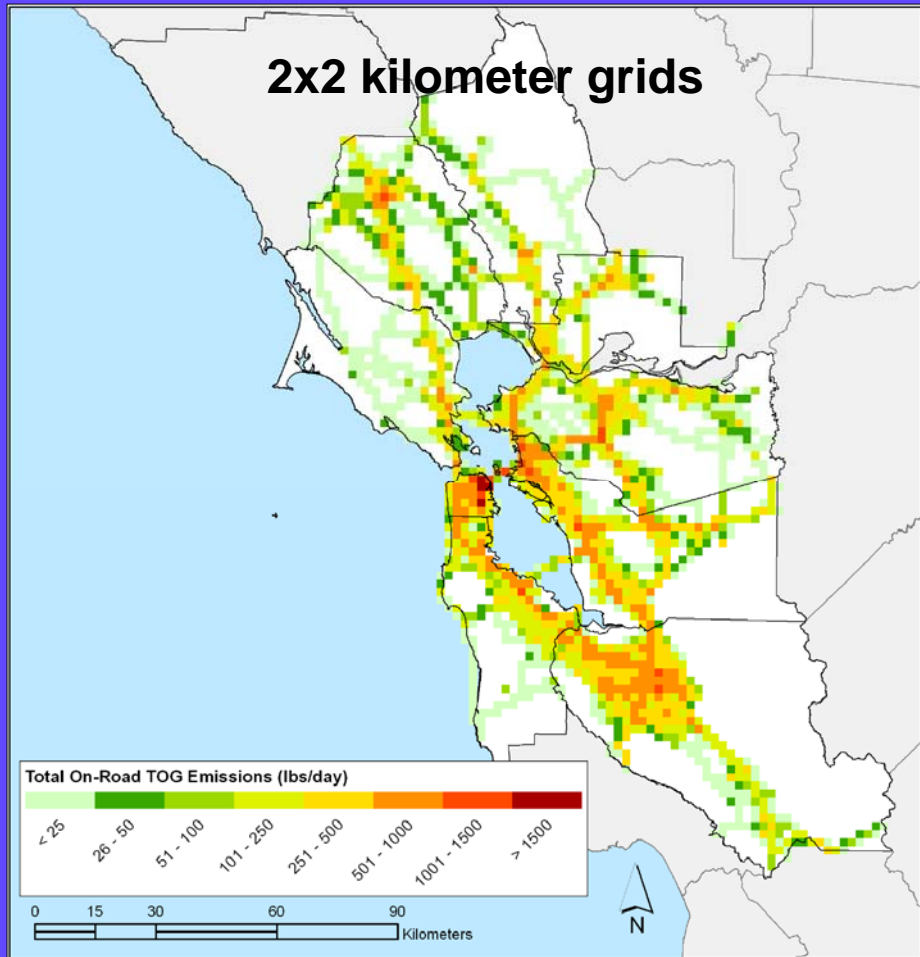 2x2 kilometer grids
Total On-Road TOG Emissions (lbs/day)
< 25
26 - 50
51 - 100
101 - 250
251 - 500
501 - 1000
1001 - 1500
> 1500
0 15 30 60 90
Kilometers
N